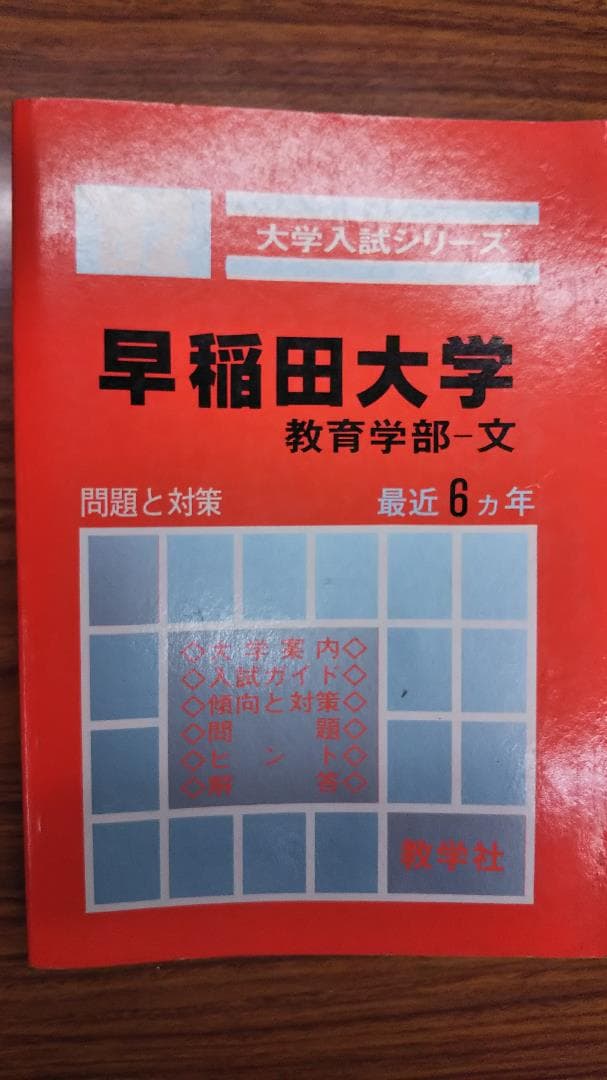 大学入試シリーズ
早稲田大学
教育学部-文
問題と対策
最近6ヵ年
◇大学案内◇
◇入試ガイド◇
◇傾向と対策◇
◇問題◇
◇ヒント◇
◇解答◇
教学社